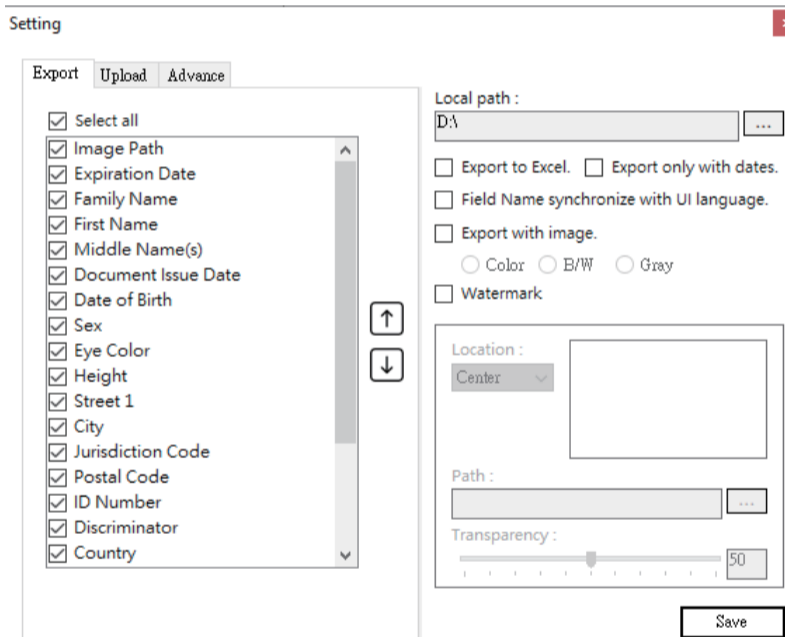 Setting
Export Upload Advance
Select all
Image Path
Expiration Date
Family Name
First Name
Middle Name(s)
Document Issue Date
Date of Birth
Sex
Eye Color
Height
Street 1
City
Jurisdiction Code
Postal Code
ID Number
Discriminator
Country
Local path :
D:\
...
Export to Excel. Export only with dates.
Field Name synchronize with UI language.
Export with image.
Color B/W Gray
Watermark
Location :
Center
Path :
...
Transparency :
50
Save